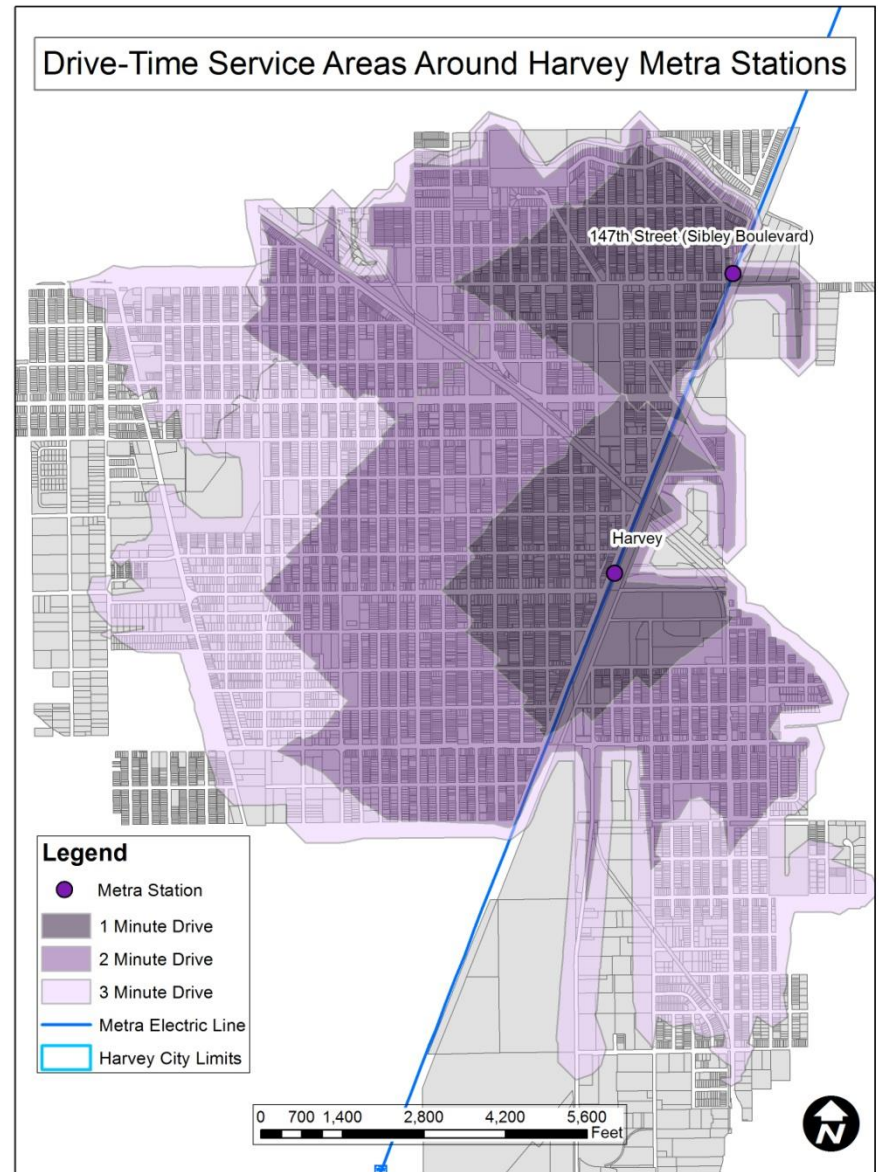 Drive-Time Service Areas Around Harvey Metra Stations
147th Street (Sibley Boulevard)
Harvey
Legend
Metra Station
1 Minute Drive
2 Minute Drive
3 Minute Drive
Metra Electric Line
Harvey City Limits
0 700 1,400 2,800 4,200 5,600
Feet
N